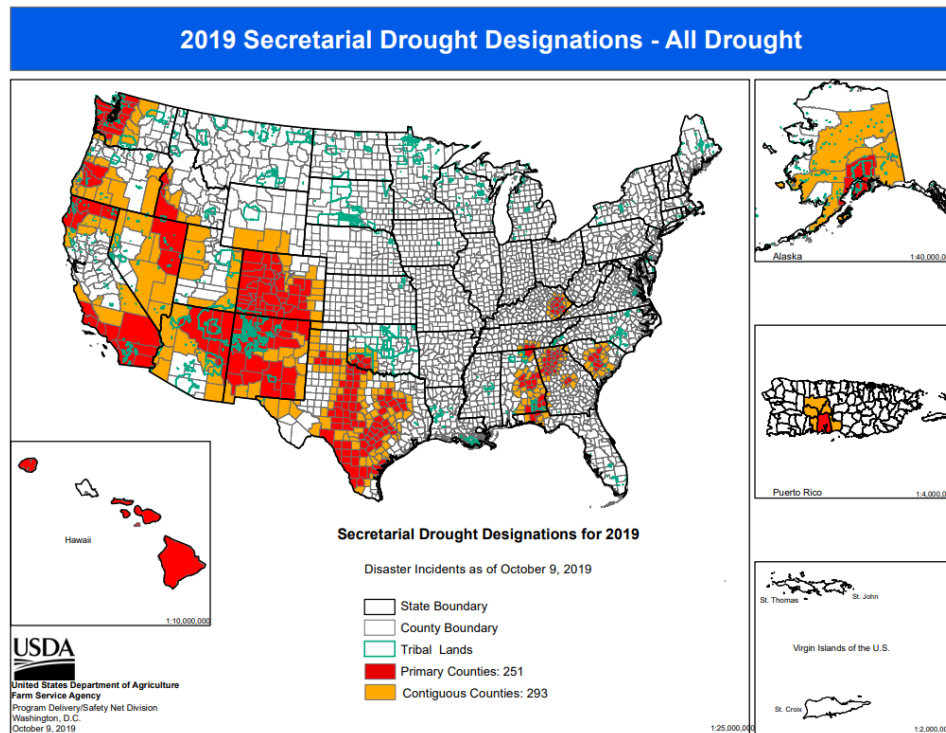 2019 Secretarial Drought Designations - All Drought
Alaska
1:40,000,00
Puerto Rico
1:4,000,00
Hawaii
1:10,000,000
Secretarial Drought Designations for 2019
Disaster Incidents as of October 9, 2019
State Boundary
County Boundary
Tribal Lands
Primary Counties: 251
Contiguous Counties: 293
St. Thomas
St. John
Virgin Islands of the U.S.
St. Croix
1:2,000,00
1:25,000,000
USDA
United States Department of Agriculture
Farm Service Agency
Program Delivery/Safety Net Division
Washington, D.C.
October 9, 2019